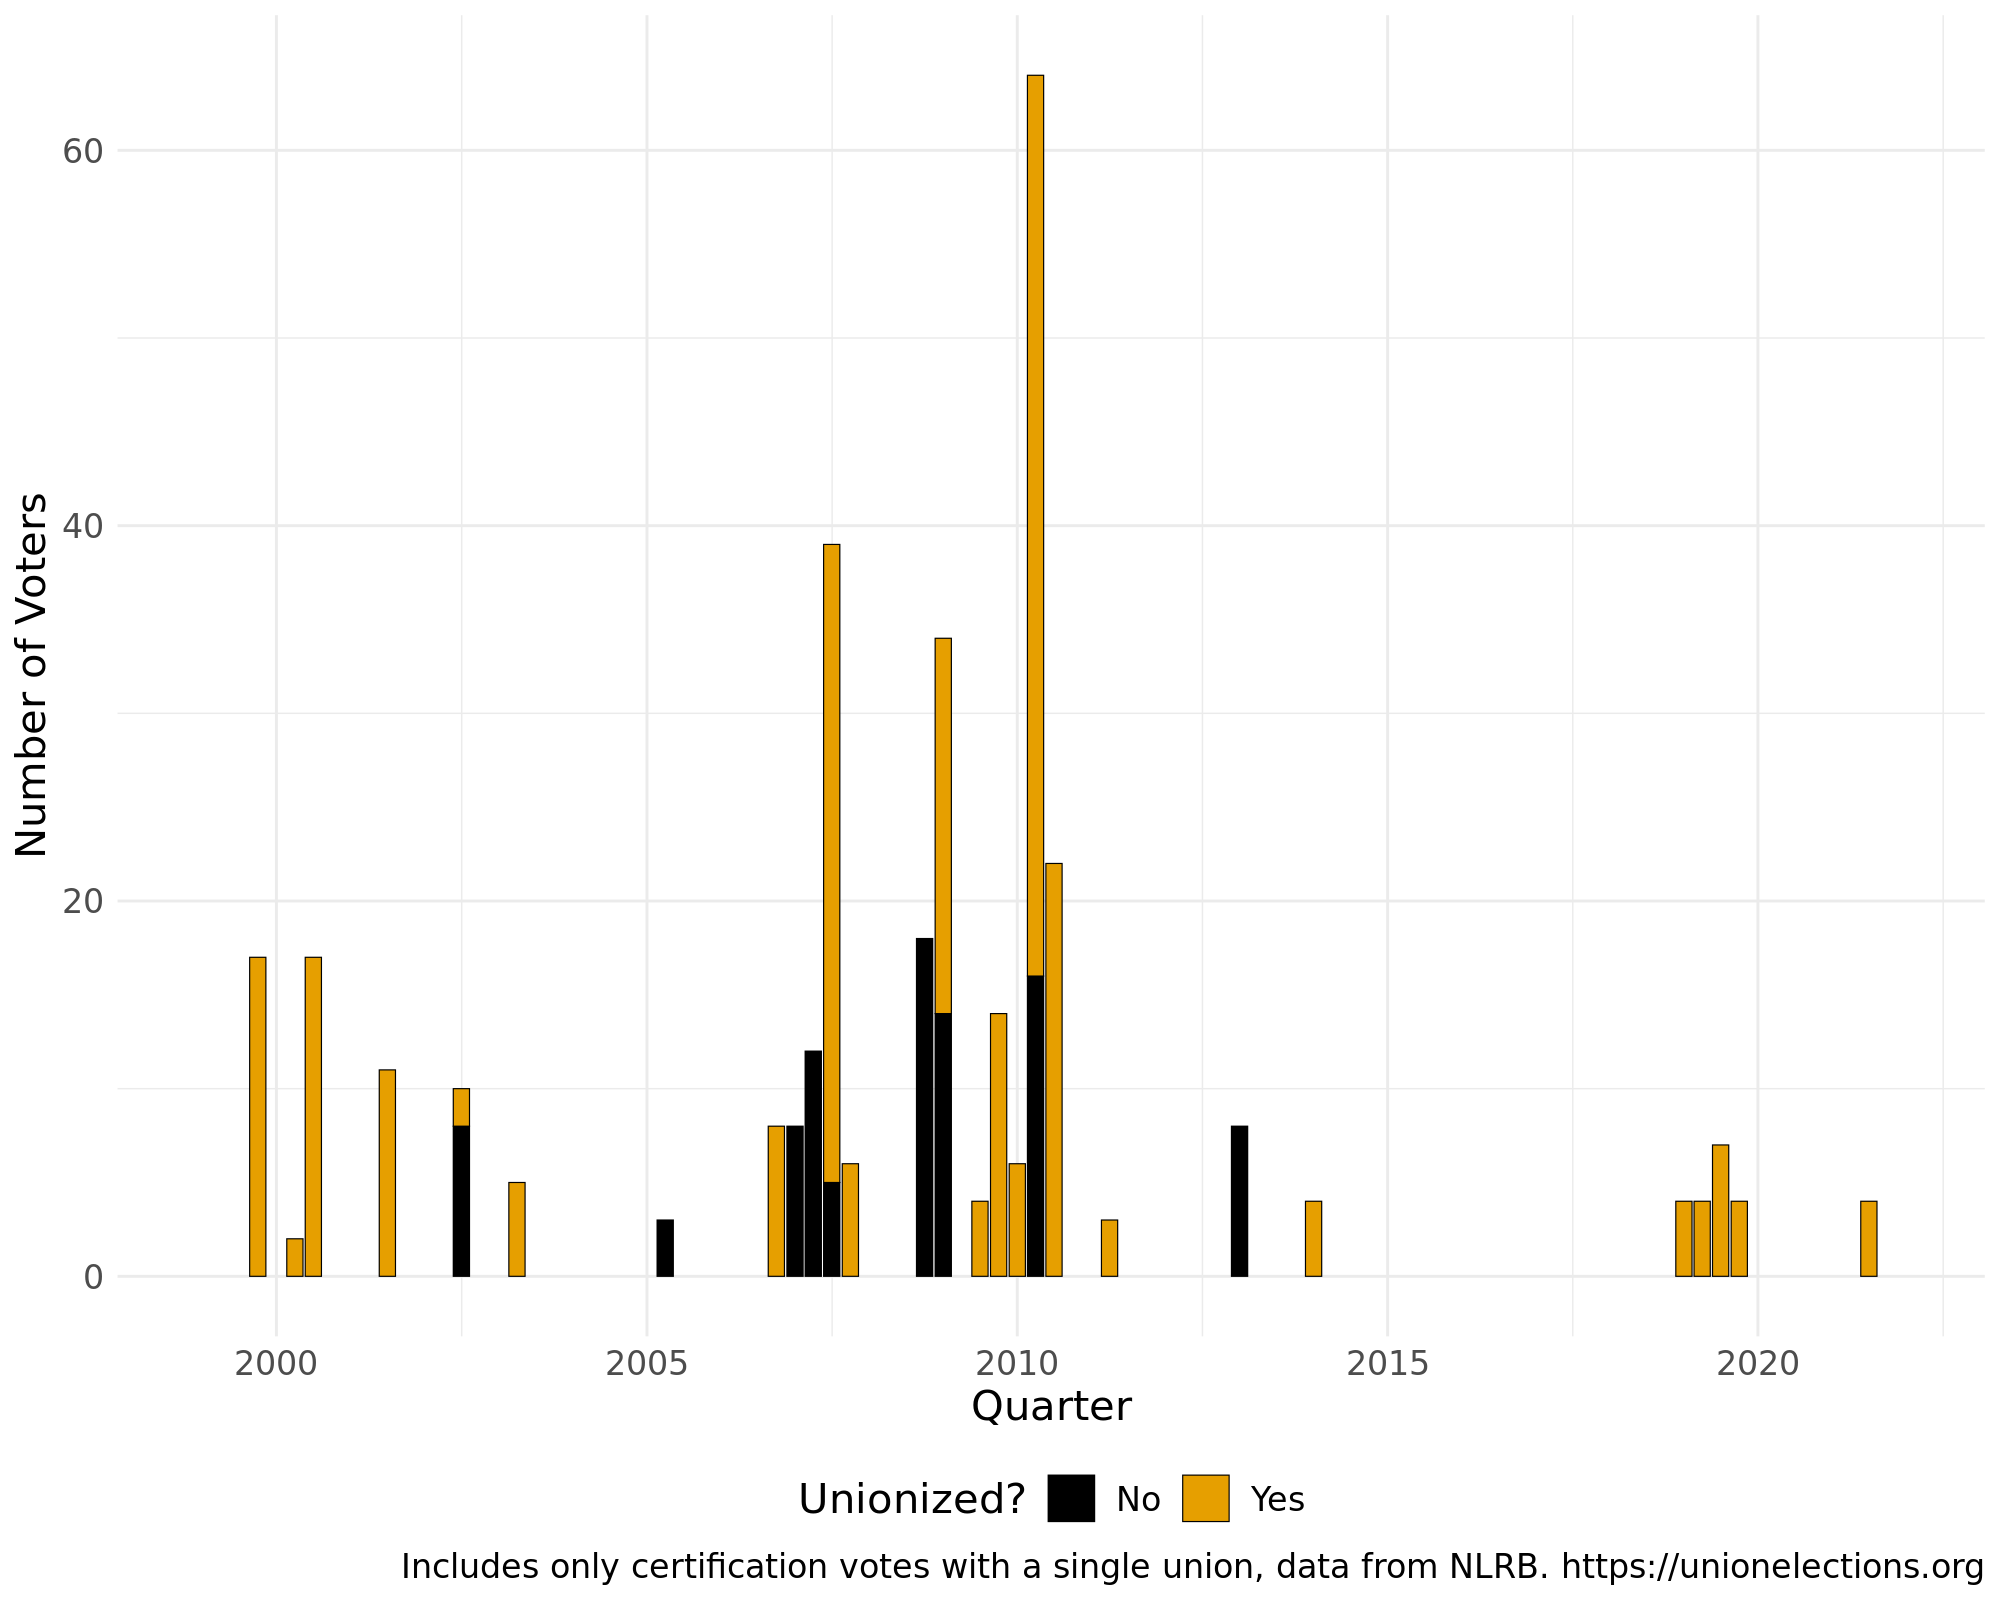 60
40
20
0
Number of Voters
2000 2005 2010 2015 2020
Quarter
Unionized? No Yes
Includes only certification votes with a single union, data from NLRB. https://unionelections.org